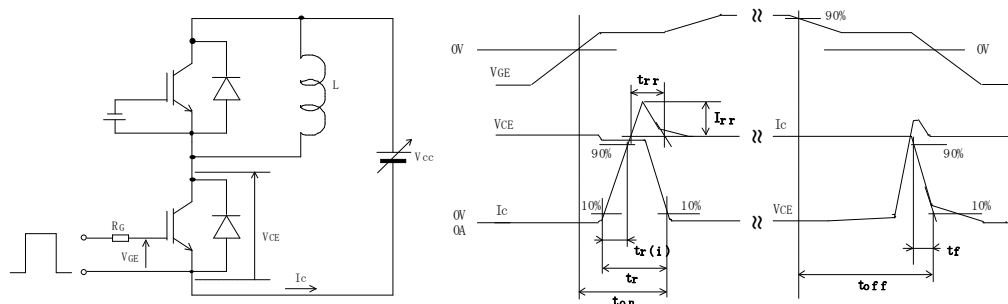 L
Vcc
RG
VGE
VCE
Ic
0V
90%
0V
VGE
trr
Irr
VCE
Ic
90%
90%
10%
10%
10%
0V
0A
Ic
VCE
tr(i)
tr
ton
tf
toff